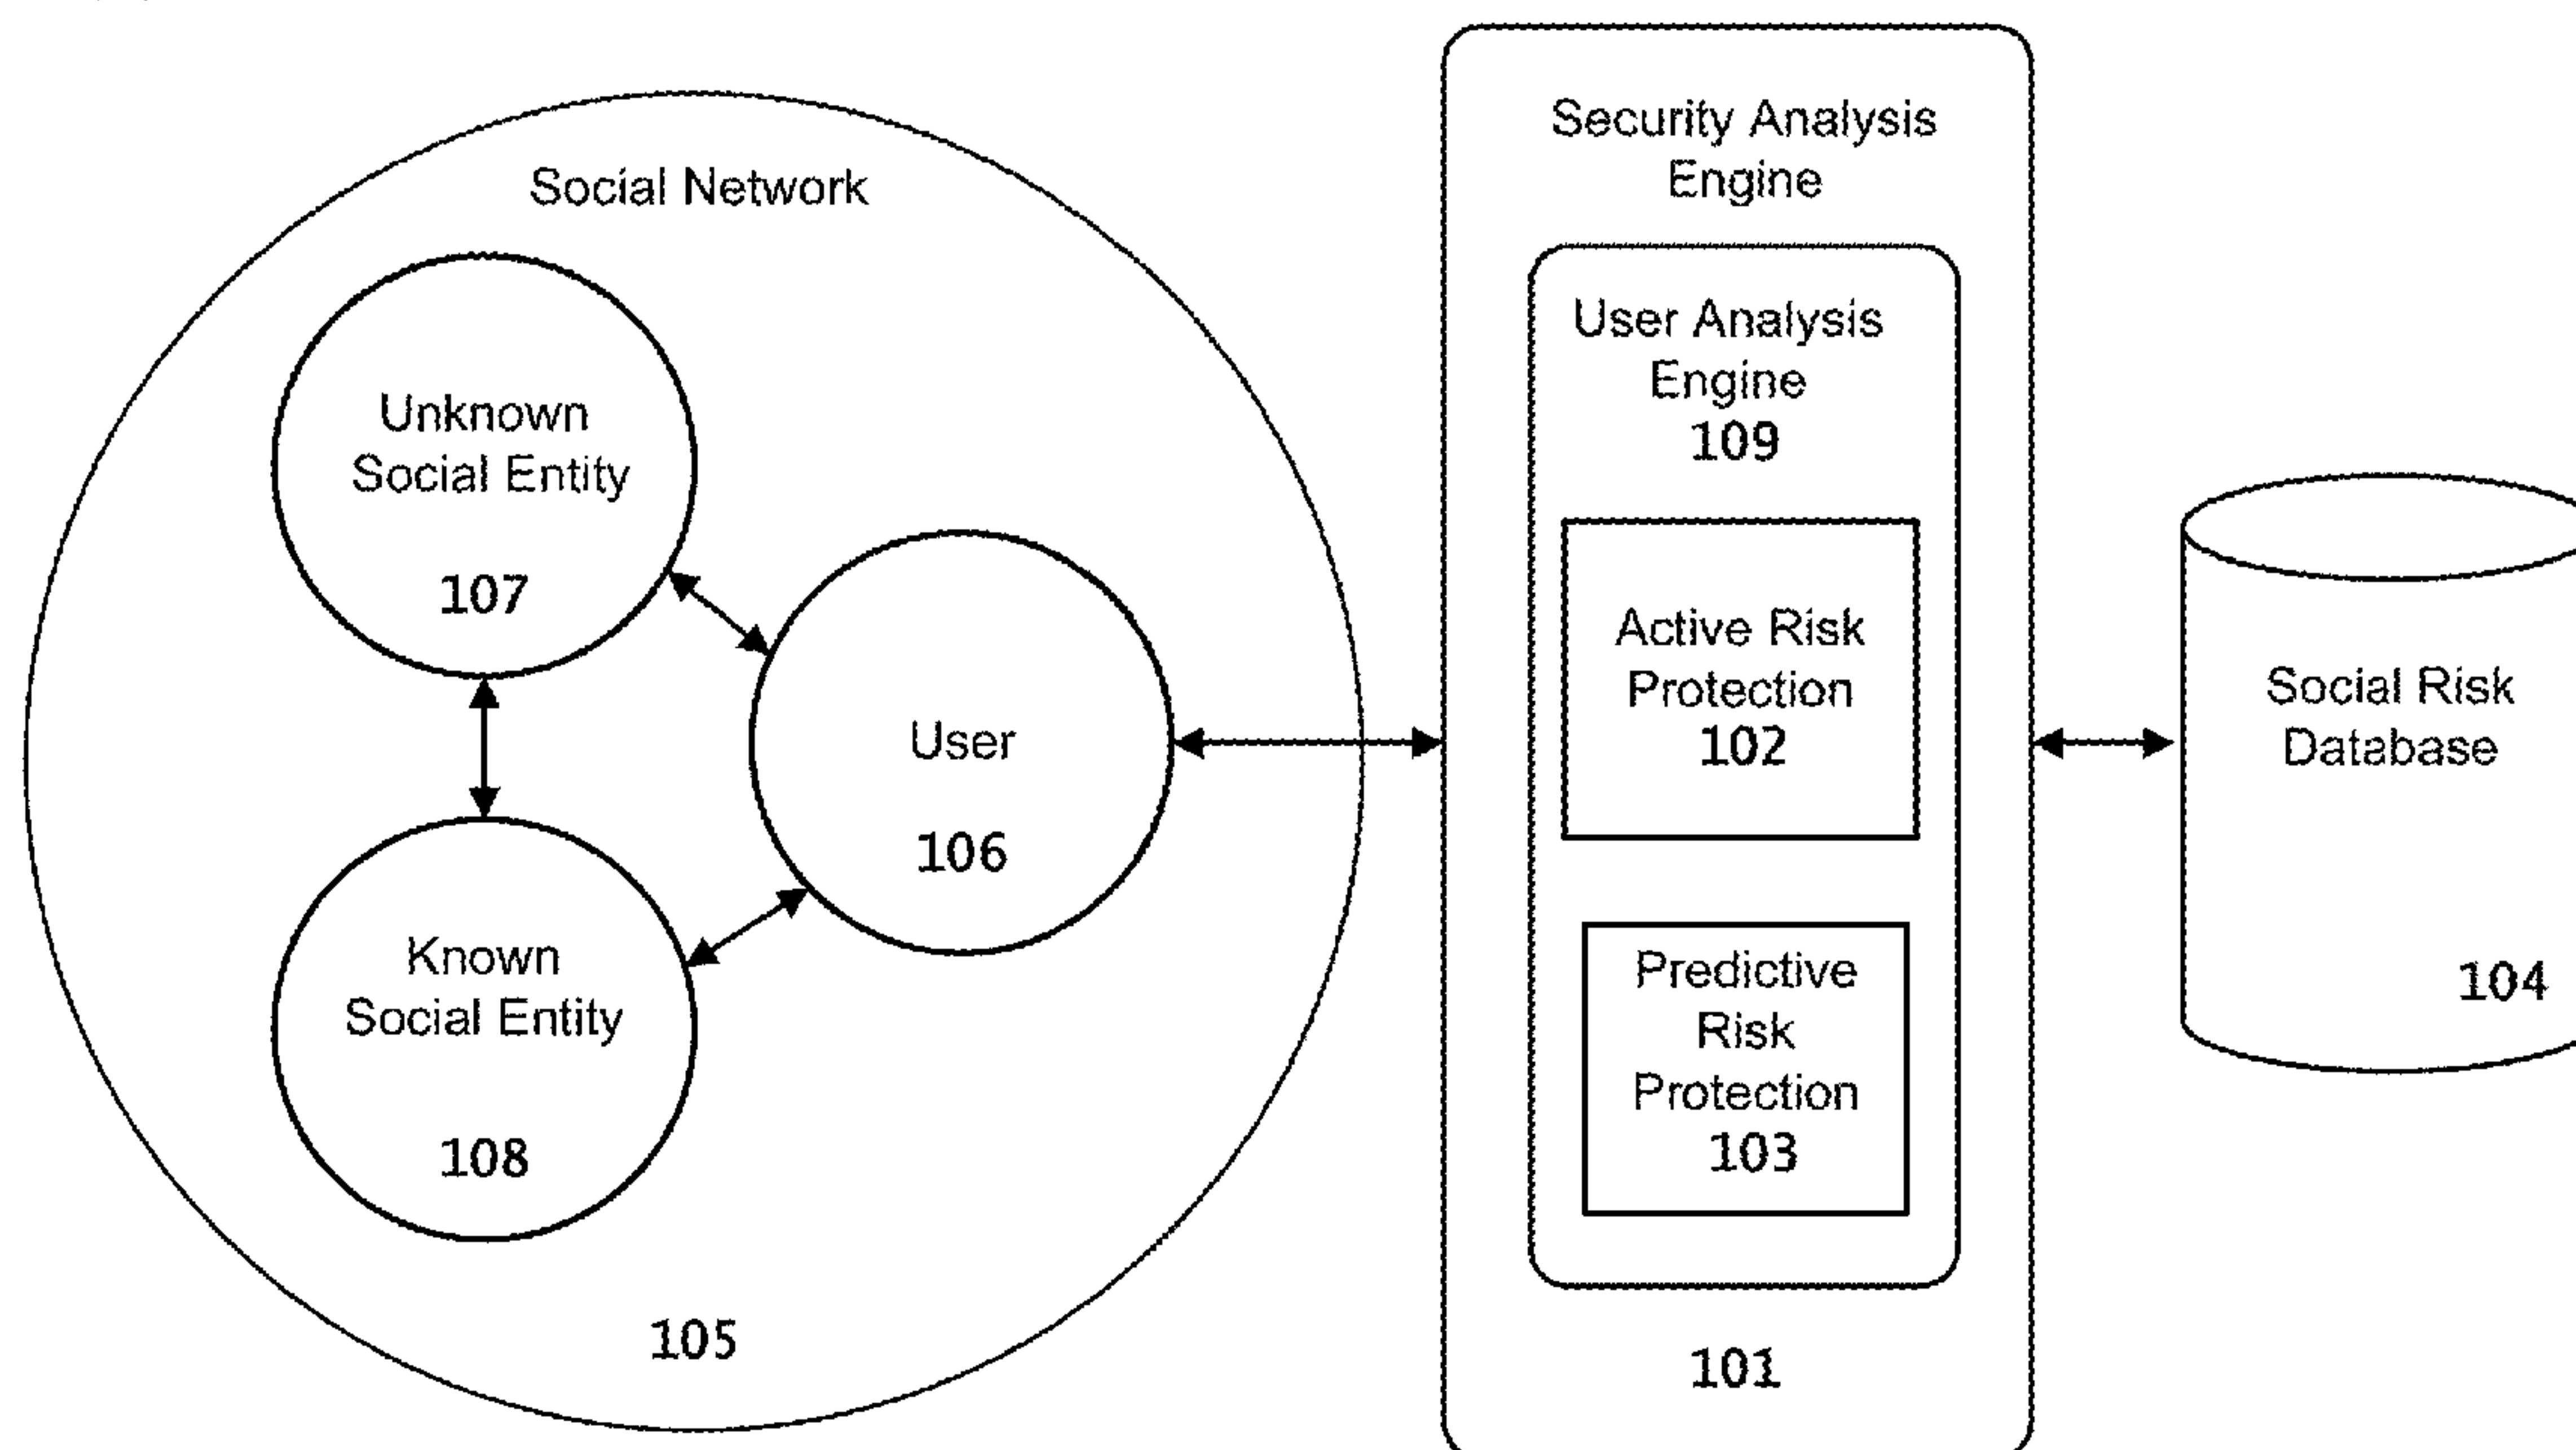 Social Network
Unknown
Social Entity
107
User
106
Known
Social Entity
108
105
Security Analysis
Engine
User Analysis
Engine
109
Active Risk
Protection
102
Predictive
Risk
Protection
103
101
Social Risk
Database
104